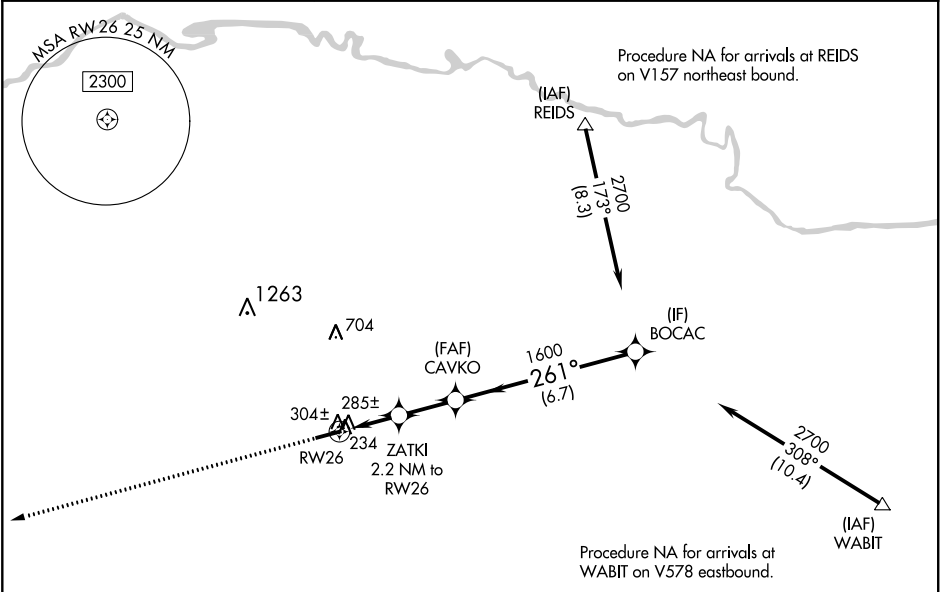 MSA RW26 25 NM
2300
Procedure NA for arrivals at REIDS
on V157 northeast bound.
(IAF)
REIDS
2700
173°
(8.3)
1263
704
(IF)
BOCAC
(FAF)
CAVKO
1600
261°
(6.7)
304±
285±
234
RW26
ZATKI
2.2 NM to
RW26
2700
308°
(10.4)
(IAF)
WABIT
Procedure NA for arrivals at
WABIT on V578 eastbound.